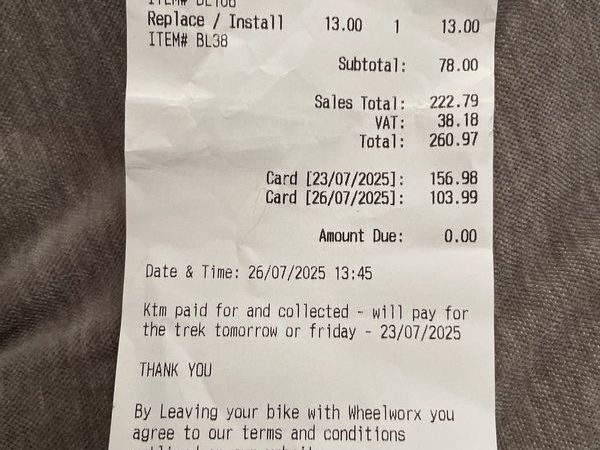 Replace / Install 13.00 1 13.00
ITEM# BL38
Subtotal: 78.00
Sales Total: 222.79
VAT: 38.18
Total: 260.97
Card [23/07/2025]: 156.98
Card [26/07/2025]: 103.99
Amount Due: 0.00
Date & Time: 26/07/2025 13:45
Ktm paid for and collected - will pay for
the trek tomorrow or friday - 23/07/2025
THANK YOU
By Leaving your bike with Wheelworx you
agree to our terms and conditions